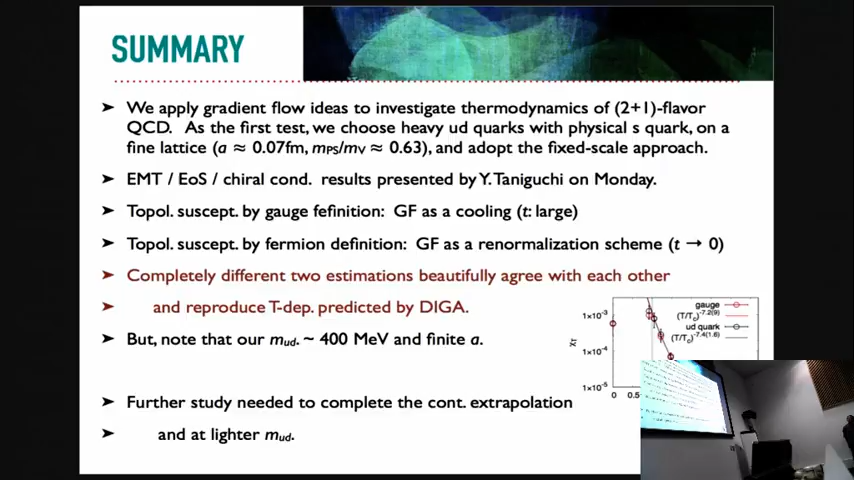 SUMMARY
➤ We apply gradient flow ideas to investigate thermodynamics of (2+1)-flavor
QCD. As the first test, we choose heavy ud quarks with physical s quark, on a
fine lattice (a ≈ 0.07fm, mPS/mV ≈ 0.63), and adopt the fixed-scale approach.
➤ EMT / EoS / chiral cond. results presented by Y. Taniguchi on Monday.
➤ Topol. suscept. by gauge fefinition: GF as a cooling (t: large)
➤ Topol. suscept. by fermion definition: GF as a renormalization scheme (t → 0)
➤ Completely different two estimations beautifully agree with each other
➤ and reproduce T-dep. predicted by DIGA.
➤ But, note that our mud. ~ 400 MeV and finite a.
➤ Further study needed to complete the cont. extrapolation
➤ and at lighter mud.
gauge
(T/Tc)-7.2(9)
ud quark
(T/Tc)-7.4(1.6)
1×10-3
1×10-4
1×10-5
χT
0 0.5